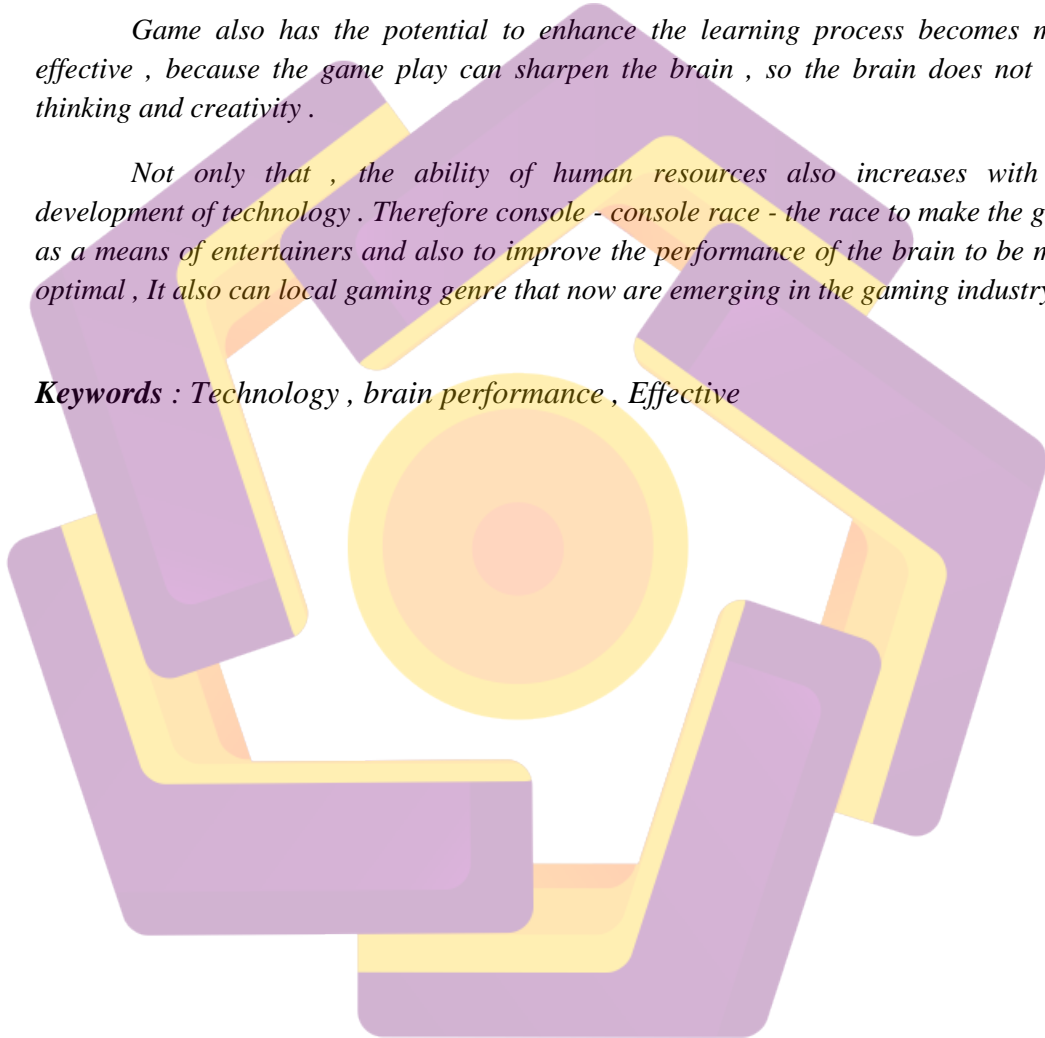 Game also has the potential to enhance the learning process becomes
effective , because the game play can sharpen the brain , so the brain does not
thinking and creativity .
Not only that , the ability of human resources also increases with
development of technology . Therefore console - console race - the race to make the
as a means of entertainers and also to improve the performance of the brain to be
optimal , It also can local gaming genre that now are emerging in the gaming industry
Keywords : Technology , brain performance , Effective